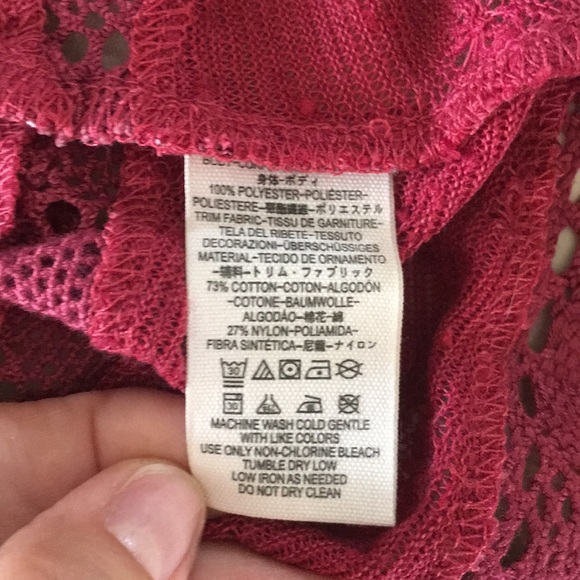 身体-ボディ
100% POLYESTER-POLIÉSTER-
POLIESTERE-聚酯纖維-ポリエステル
TRIM FABRIC-TISSU DE GARNITURE-
TELA DEL RIBETE-TESSUTO
DECORAZIONI-ÜBERSCHÜSSIGES
MATERIAL-TECIDO DE ORNAMENTO
-辅料-トリム・ファブリック
73% COTTON-COTON-ALGODÓN
-COTONE-BAUMWOLLE-
ALGODÃO-棉花-綿
27% NYLON-POLIAMIDA-
FIBRA SINTÉTICA-尼龍-ナイロン
30
30
MACHINE WASH COLD GENTLE
WITH LIKE COLORS
USE ONLY NON-CHLORINE BLEACH
TUMBLE DRY LOW
LOW IRON AS NEEDED
DO NOT DRY CLEAN